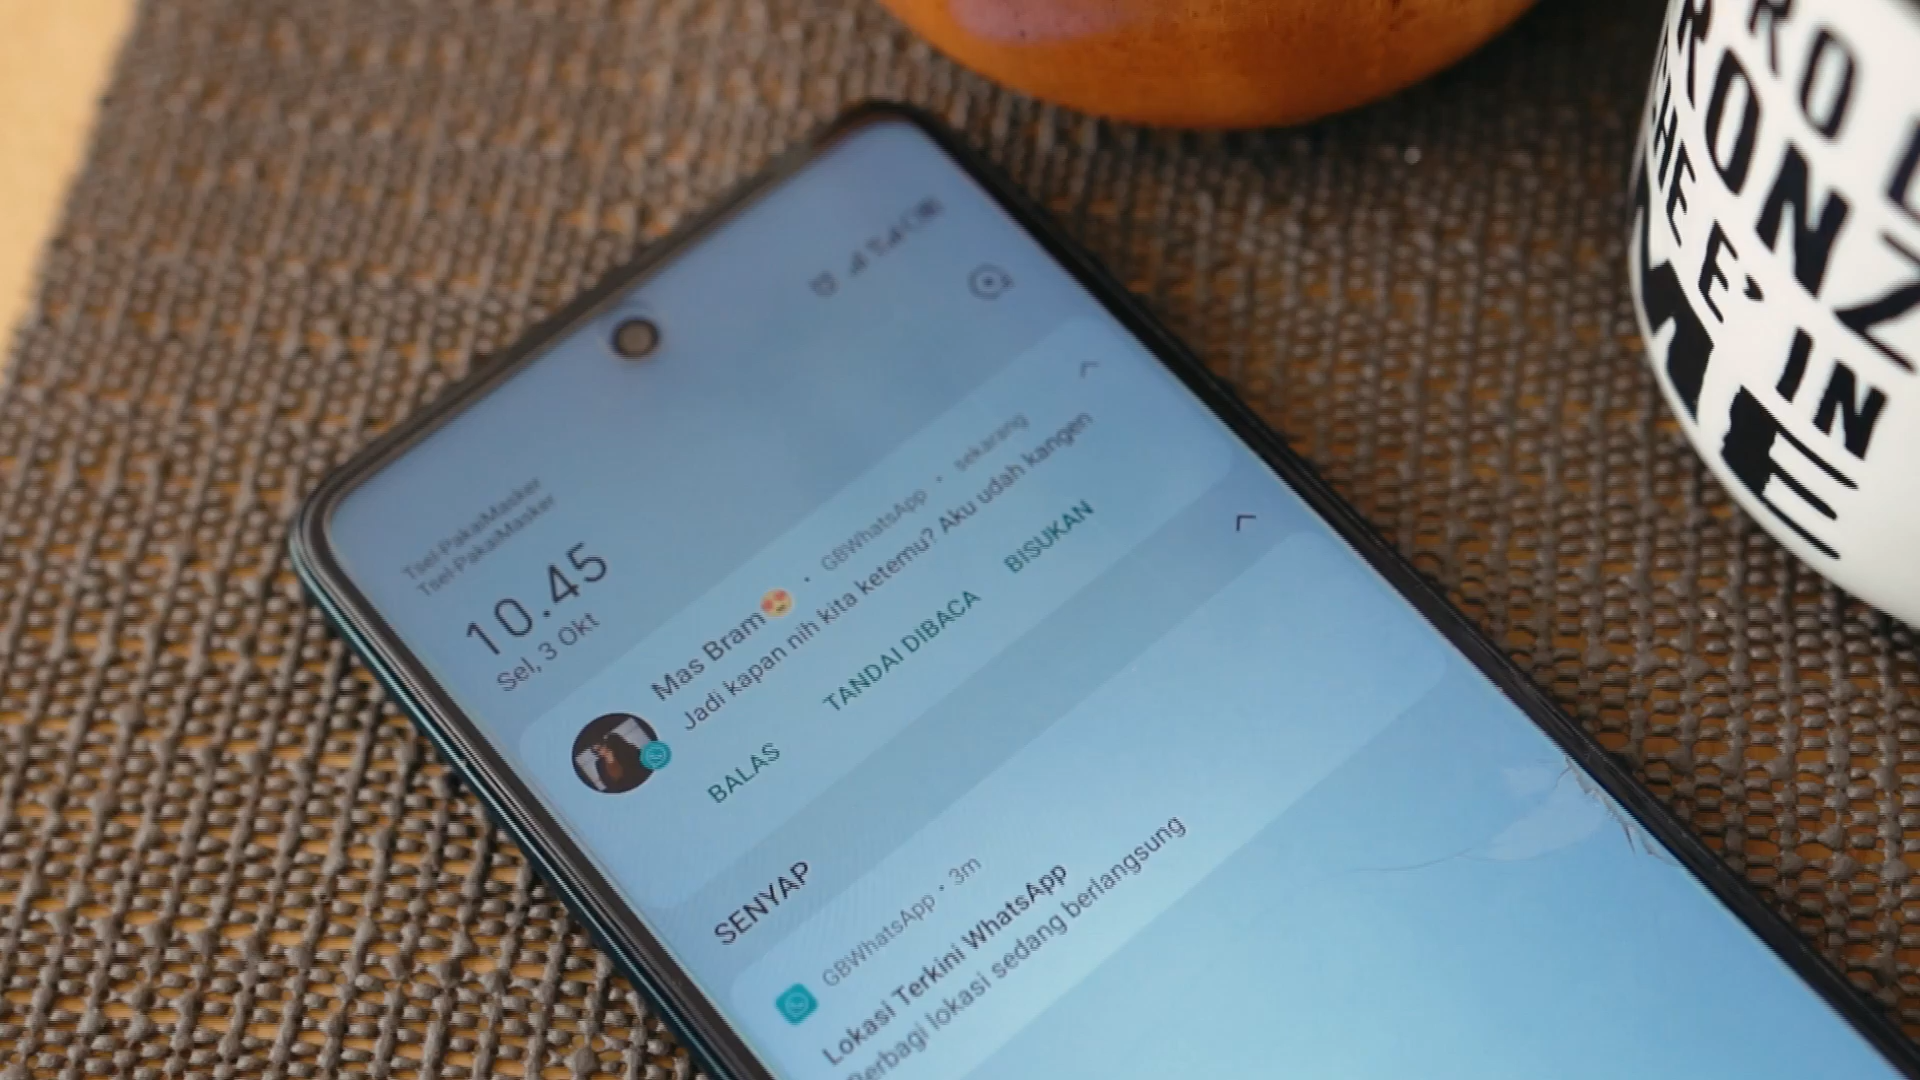 Tsel-PakaiMasker
Tsel-PakaiMasker
10.45
Sel, 3 Okt
Mas Bram😍 • GBWhatsApp • sekarang
Jadi kapan nih kita ketemu? Aku udah kangen
BALAS TANDAI DIBACA BISUKAN
SENYAP
GBWhatsApp • 3m
Lokasi Terkini WhatsApp
Berbagi lokasi sedang berlangsung
IN